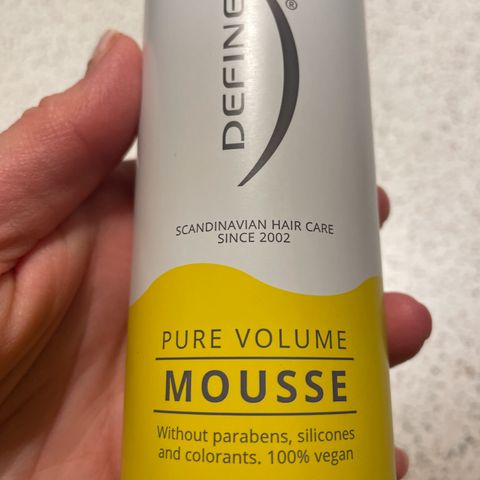 DEFINE
®
SCANDINAVIAN HAIR CARE
SINCE 2002
PURE VOLUME
MOUSSE
Without parabens, silicones
and colorants. 100% vegan